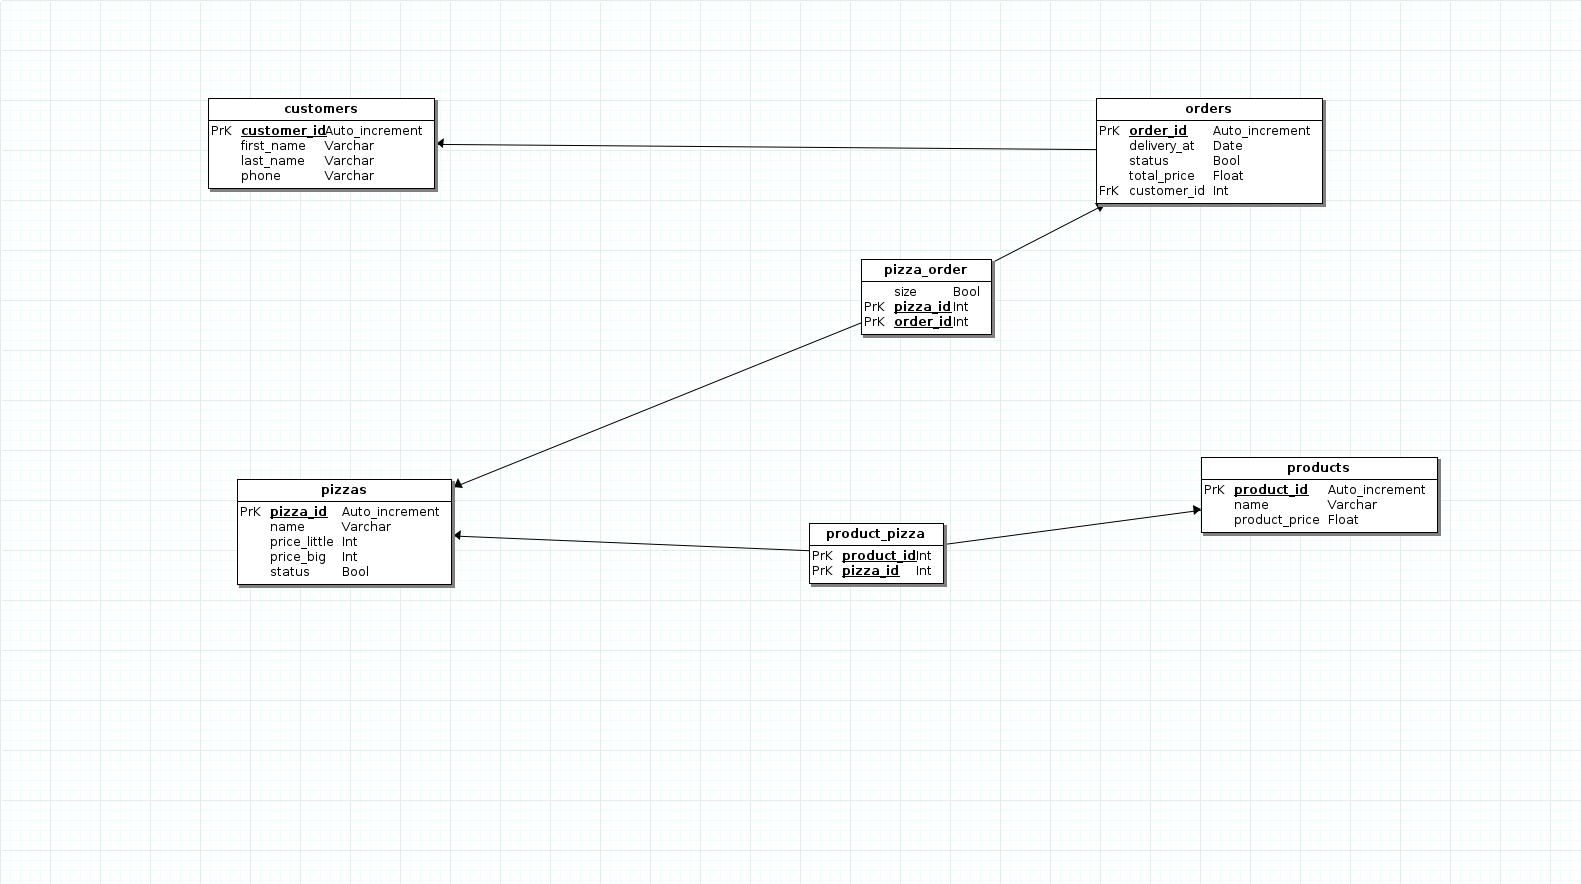 customers
PrK customer_id Auto_increment
first_name Varchar
last_name Varchar
phone Varchar
orders
PrK order_id Auto_increment
delivery_at Date
status Bool
total_price Float
FrK customer_id Int
pizza_order
size Bool
PrK pizza_id Int
PrK order_id Int
pizzas
PrK pizza_id Auto_increment
name Varchar
price_little Int
price_big Int
status Bool
product_pizza
PrK product_id Int
PrK pizza_id Int
products
PrK product_id Auto_increment
name Varchar
product_price Float